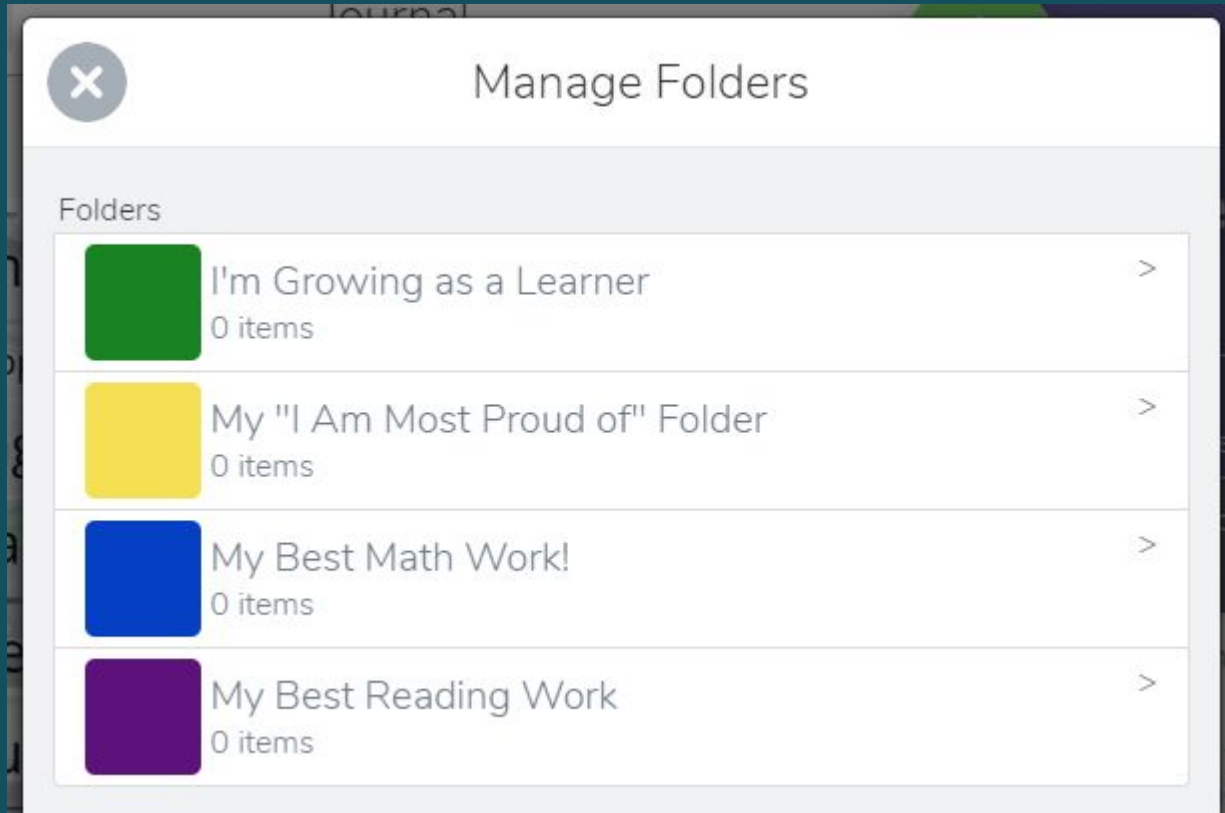 Journal
Manage Folders
Folders
I'm Growing as a Learner
>
0 items
My "I Am Most Proud of" Folder
>
0 items
My Best Math Work!
>
0 items
My Best Reading Work
>
0 items